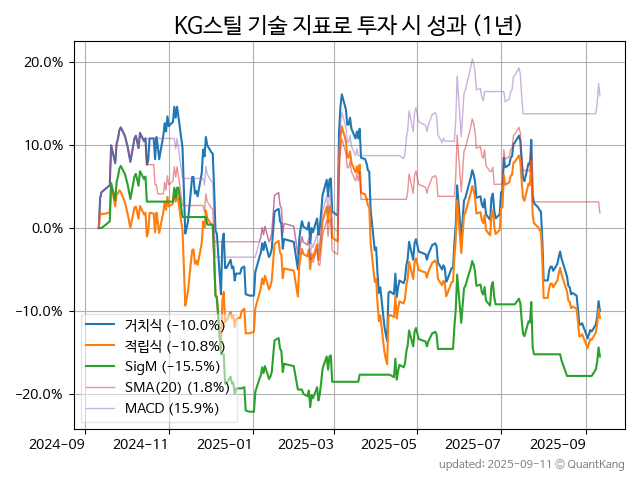 KG스틸 기술 지표로 투자 시 성과 (1년)
20.0%
10.0%
0.0%
−10.0%
−20.0%
거치식 (−10.0%)
적립식 (−10.8%)
SigM (−15.5%)
SMA(20) (1.8%)
MACD (15.9%)
2024−09
2024−11
2025−01
2025−03
2025−05
2025−07
2025−09
updated: 2025−09−11 ⓒ QuantKang